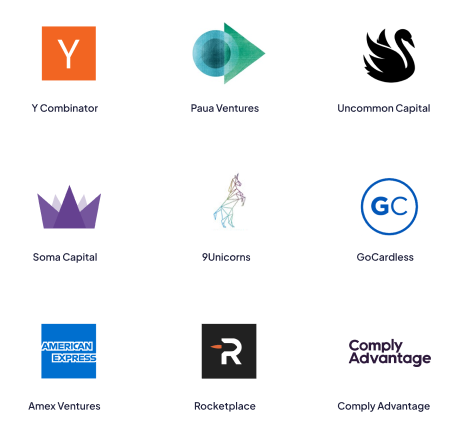 Y
Y Combinator
Paua Ventures
Uncommon Capital
GC
Soma Capital
9Unicorns
GoCardless
AMERICAN
EXPRESS
R
Comply
Advantage
Amex Ventures
Rocketplace
Comply Advantage